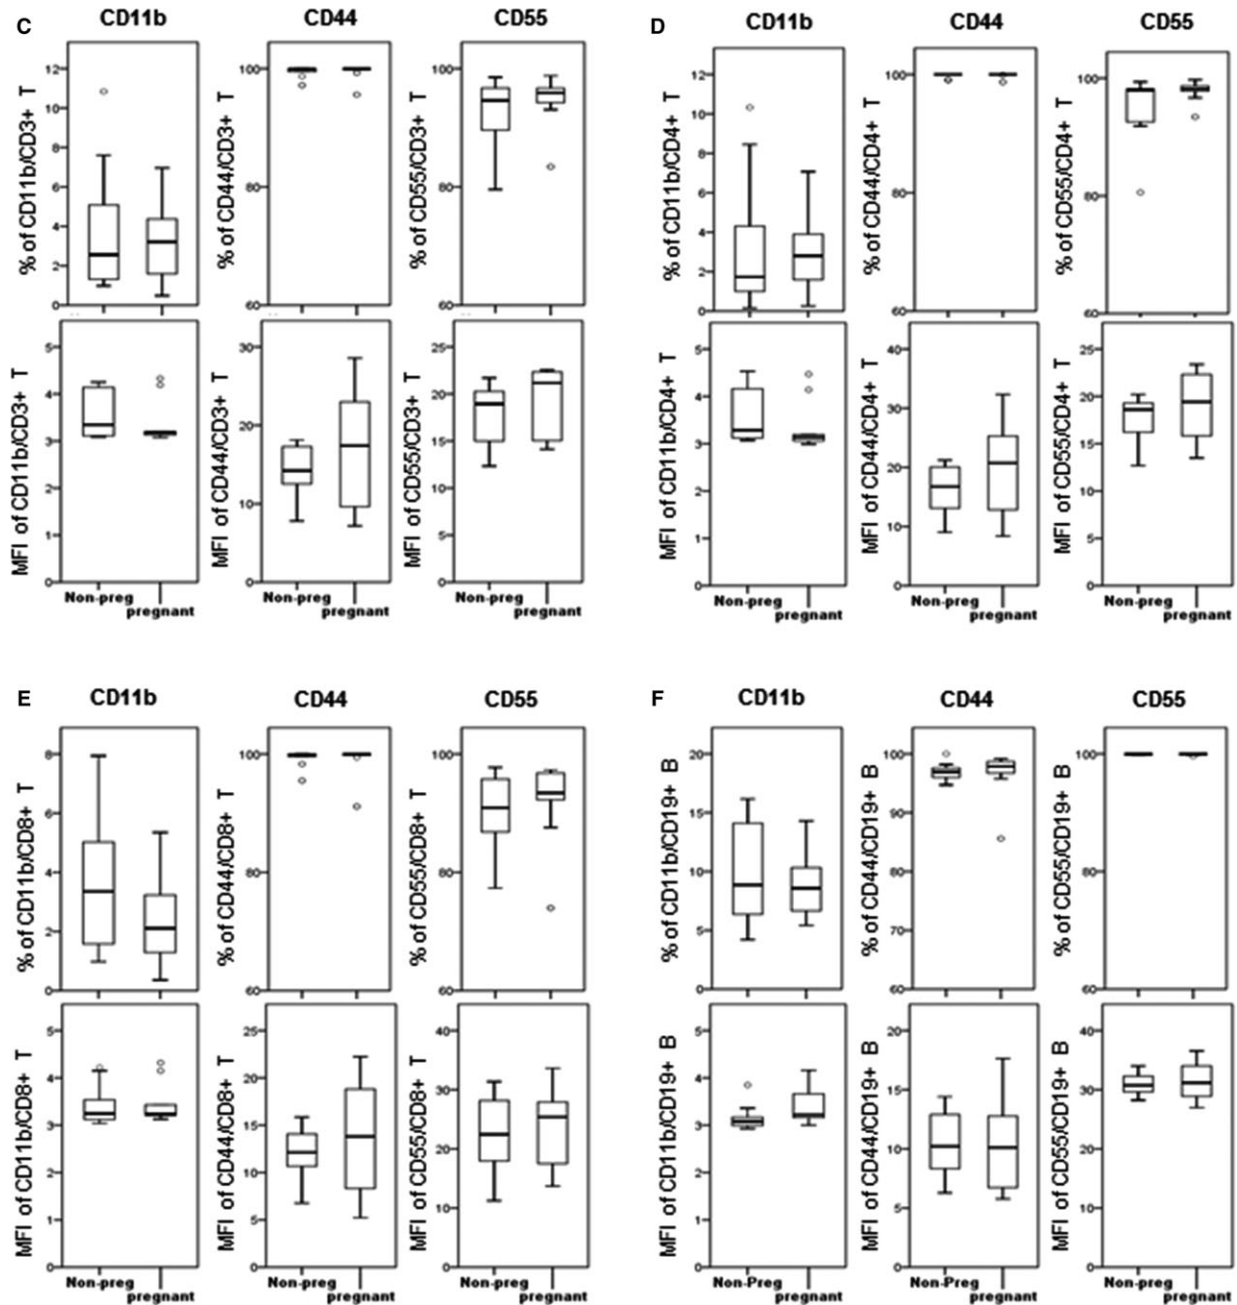 C
CD11b
CD44
CD55
% of CD11b/CD3+ T
12
10
8
6
4
2
0
% of CD44/CD3+ T
100
80
60
% of CD55/CD3+ T
100
80
60
MFI of CD11b/CD3+ T
5
4
3
2
1
0
MFI of CD44/CD3+ T
30
20
10
0
MFI of CD55/CD3+ T
25
20
15
10
5
0
Non-preg
pregnant
Non-preg
pregnant
Non-preg
pregnant
D
CD11b
CD44
CD55
% of CD11b/CD4+ T
12
10
8
6
4
2
0
% of CD44/CD4+ T
100
80
60
% of CD55/CD4+ T
100
80
60
MFI of CD11b/CD4+ T
5
4
3
2
1
0
MFI of CD44/CD4+ T
40
30
20
10
0
MFI of CD55/CD4+ T
25
20
15
10
5
0
Non-preg
pregnant
Non-preg
pregnant
Non-preg
pregnant
E
CD11b
CD44
CD55
% of CD11b/CD8+ T
8
6
4
2
0
% of CD44/CD8+ T
100
80
60
% of CD55/CD8+ T
100
80
60
MFI of CD11b/CD8+ T
5
4
3
2
1
0
MFI of CD44/CD8+ T
25
20
15
10
5
0
MFI of CD55/CD8+ T
40
30
20
10
0
Non-preg
pregnant
Non-preg
pregnant
Non-preg
pregnant
F
CD11b
CD44
CD55
% of CD11b/CD19+ B
20
15
10
5
0
% of CD44/CD19+ B
100
90
80
70
60
% of CD55/CD19+ B
100
80
60
MFI of CD11b/CD19+ B
5
4
3
2
1
0
MFI of CD44/CD19+ B
20
15
10
5
0
MFI of CD55/CD19+ B
40
30
20
10
0
Non-Preg
pregnant
Non-Preg
pregnant
Non-preg
pregnant